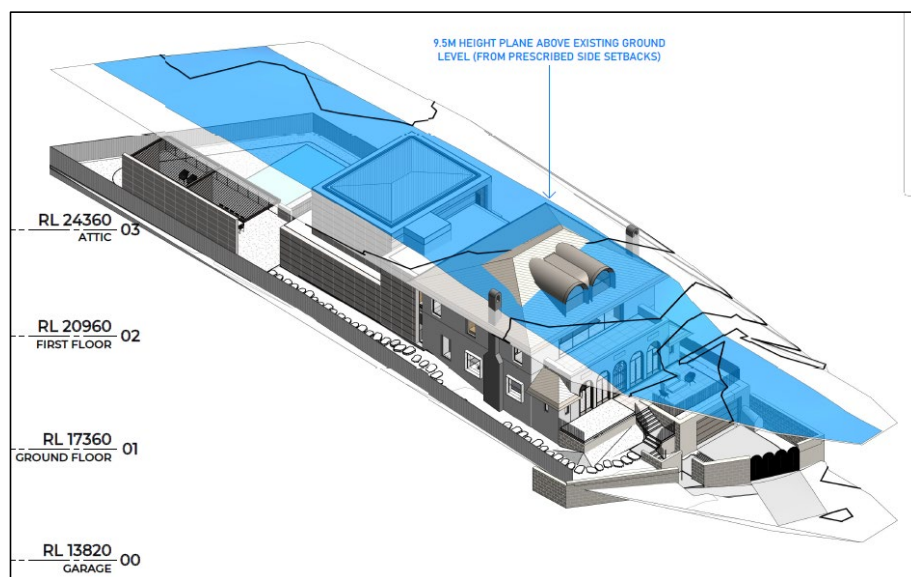 9.5M HEIGHT PLANE ABOVE EXISTING GROUND
LEVEL (FROM PRESCRIBED SIDE SETBACKS)
RL 24360 03
ATTIC
RL 20960 02
FIRST FLOOR
RL 17360 01
GROUND FLOOR
RL 13820 00
GARAGE